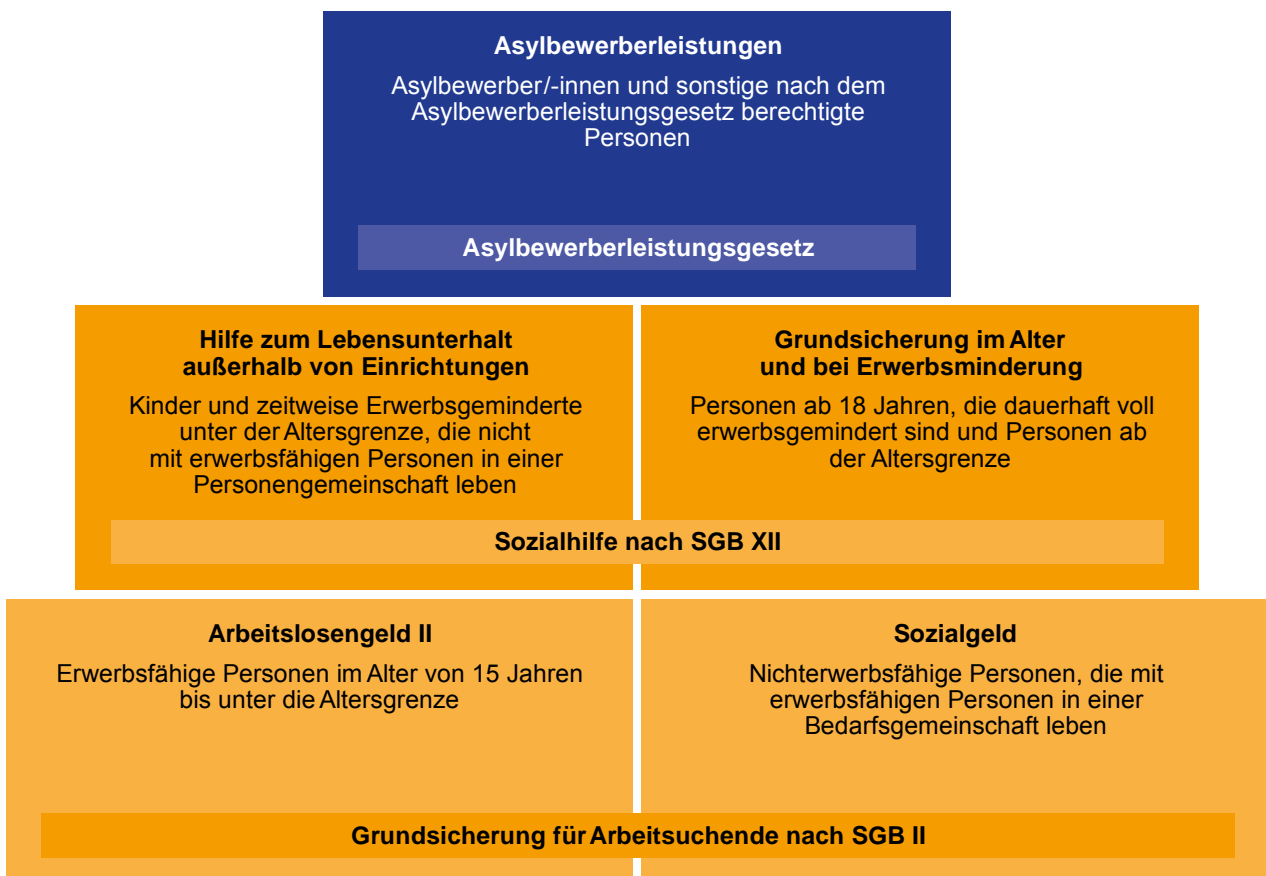 Asylbewerberleistungen
Asylbewerber/-innen und sonstige nach dem
Asylbewerberleistungsgesetz berechtigte
Personen
Asylbewerberleistungsgesetz
Hilfe zum Lebensunterhalt
außerhalb von Einrichtungen
Kinder und zeitweise Erwerbsgeminderte
unter der Altersgrenze, die nicht
mit erwerbsfähigen Personen in einer
Personengemeinschaft leben
Grundsicherung im Alter
und bei Erwerbsminderung
Personen ab 18 Jahren, die dauerhaft voll
erwerbsgemindert sind und Personen ab
der Altersgrenze
Sozialhilfe nach SGB XII
Arbeitslosengeld II
Erwerbsfähige Personen im Alter von 15 Jahren
bis unter die Altersgrenze
Sozialgeld
Nichterwerbsfähige Personen, die mit
erwerbsfähigen Personen in einer
Bedarfsgemeinschaft leben
Grundsicherung für Arbeitsuchende nach SGB II